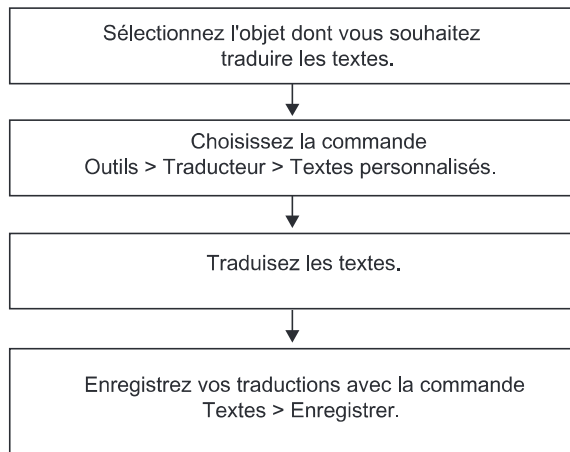 Sélectionnez l'objet dont vous souhaitez
traduire les textes.
Choisissez la commande
Outils > Traducteur > Textes personnalisés.
Traduisez les textes.
Enregistrez vos traductions avec la commande
Textes > Enregistrer.